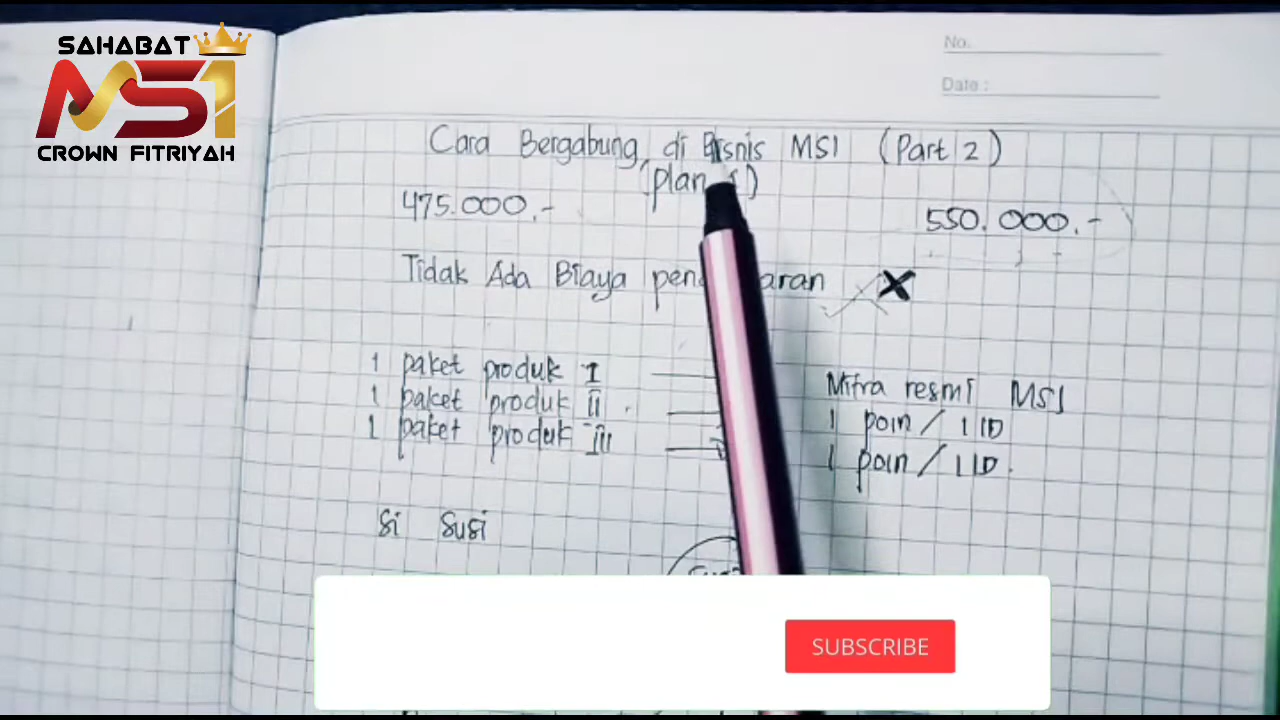 SAHABAT
MS1
CROWN FITRIYAH
No.
Date :
Cara Bergabung di Bisnis MSI (Part 2)
(plan
475.000,-
550.000.-
Tidak Ada Biaya
1 paket produk I
1 paket produk II
1 paket produk III
Mitra resmi MSI
1 poin / 1 ID
1 poin / 1 ID.
Si Susi
SUBSCRIBE